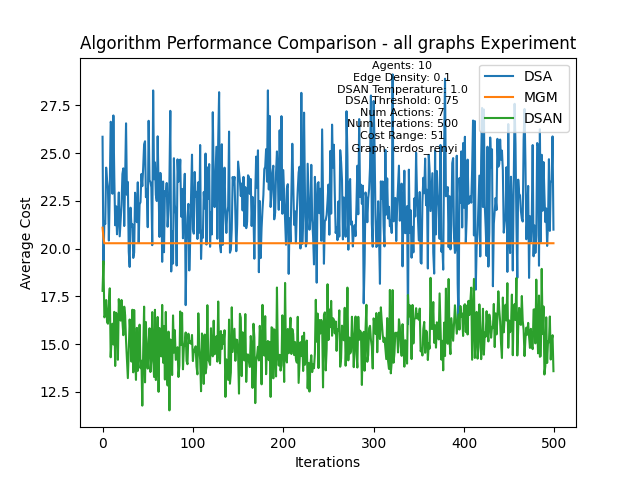 Algorithm Performance Comparison - all graphs Experiment
Agents: 10
Edge Density: 0.1
DSAN Temperature: 1.0
DSA Threshold: 0.75
Num Actions: 7
Num Iterations: 500
Cost Range: 51
Graph: erdos_renyi
DSA
MGM
DSAN
Average Cost
27.5
25.0
22.5
20.0
17.5
15.0
12.5
0
100
200
300
400
500
Iterations